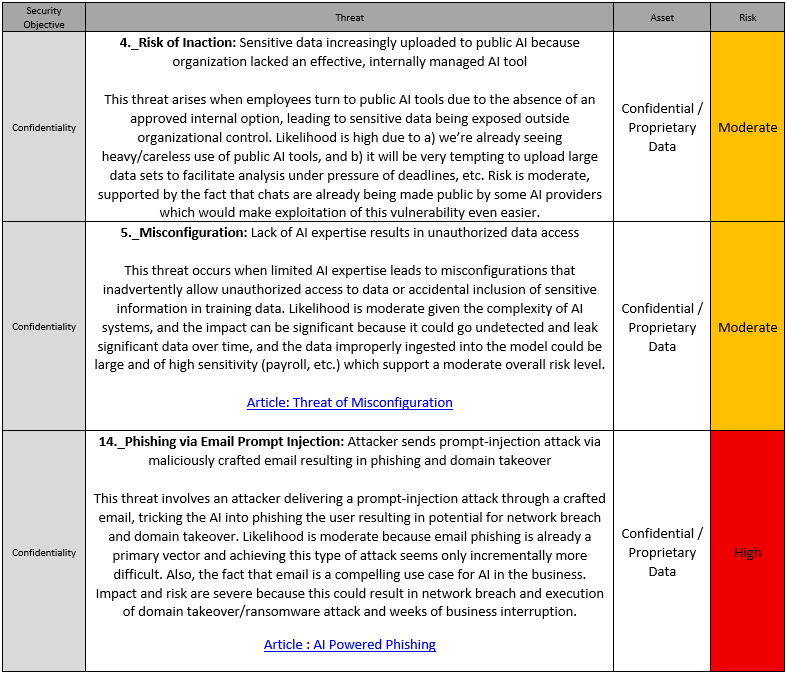 Security
Objective
Threat
Asset
Risk
Confidentiality
4._Risk of Inaction: Sensitive data increasingly uploaded to public AI because
organization lacked an effective, internally managed AI tool
This threat arises when employees turn to public AI tools due to the absence of an
approved internal option, leading to sensitive data being exposed outside
organizational control. Likelihood is high due to a) we’re already seeing
heavy/careless use of public AI tools, and b) it will be very tempting to upload large
data sets to facilitate analysis under pressure of deadlines, etc. Risk is moderate,
supported by the fact that chats are already being made public by some AI providers
which would make exploitation of this vulnerability even easier.
Confidential /
Proprietary
Data
Moderate
Confidentiality
5._Misconfiguration: Lack of AI expertise results in unauthorized data access
This threat occurs when limited AI expertise leads to misconfigurations that
inadvertently allow unauthorized access to data or accidental inclusion of sensitive
information in training data. Likelihood is moderate given the complexity of AI
systems, and the impact can be significant because it could go undetected and leak
significant data over time, and the data improperly ingested into the model could be
large and of high sensitivity (payroll, etc.) which support a moderate overall risk level.
Article: Threat of Misconfiguration
Confidential /
Proprietary
Data
Moderate
Confidentiality
14._Phishing via Email Prompt Injection: Attacker sends prompt-injection attack via
maliciously crafted email resulting in phishing and domain takeover
This threat involves an attacker delivering a prompt-injection attack through a crafted
email, tricking the AI into phishing the user resulting in potential for network breach
and domain takeover. Likelihood is moderate because email phishing is already a
primary vector and achieving this type of attack seems only incrementally more
difficult. Also, the fact that email is a compelling use case for AI in the business.
Impact and risk are severe because this could result in network breach and execution
of domain takeover/ransomware attack and weeks of business interruption.
Article : AI Powered Phishing
Confidential /
Proprietary
Data
High